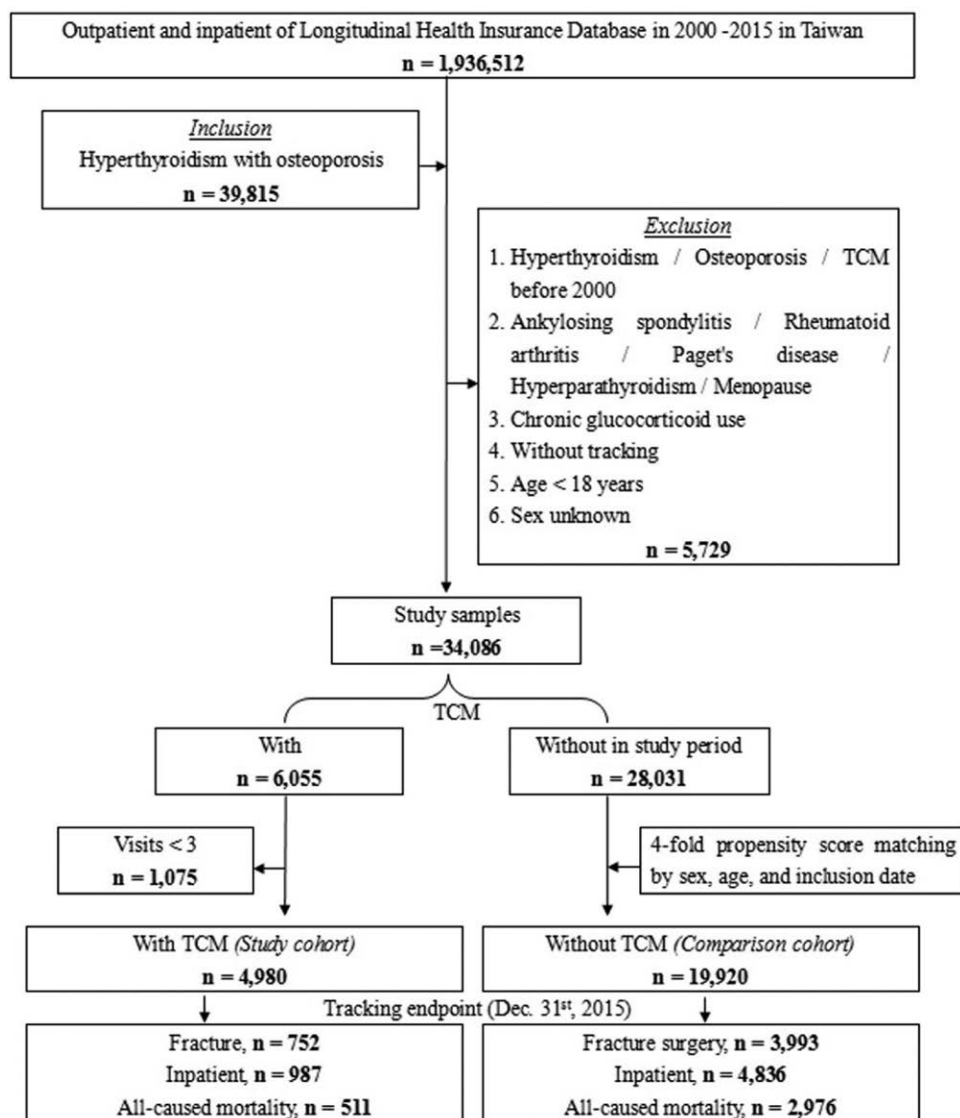 Outpatient and inpatient of Longitudinal Health Insurance Database in 2000 -2015 in Taiwan
n = 1,936,512
Inclusion
Hyperthyroidism with osteoporosis
n = 39,815
Exclusion
1. Hyperthyroidism / Osteoporosis / TCM
before 2000
2. Ankylosing spondylitis / Rheumatoid
arthritis / Paget's disease /
Hyperparathyroidism / Menopause
3. Chronic glucocorticoid use
4. Without tracking
5. Age < 18 years
6. Sex unknown
n = 5,729
Study samples
n =34,086
TCM
With
n = 6,055
Without in study period
n = 28,031
Visits < 3
n = 1,075
4-fold propensity score matching
by sex, age, and inclusion date
With TCM (Study cohort)
n = 4,980
Without TCM (Comparison cohort)
n = 19,920
Tracking endpoint (Dec. 31st, 2015)
Fracture, n = 752
Inpatient, n = 987
All-caused mortality, n = 511
Fracture surgery, n = 3,993
Inpatient, n = 4,836
All-caused mortality, n = 2,976